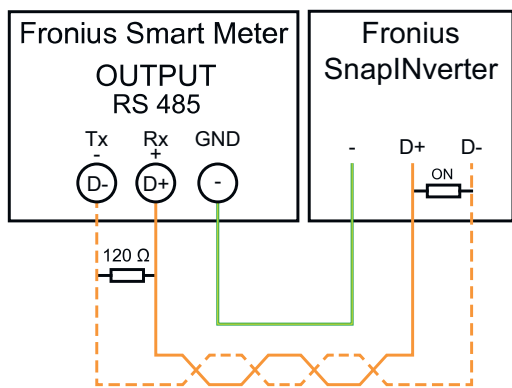 Fronius Smart Meter
OUTPUT
RS 485
Tx Rx GND
- +
D- D+ -
120 Ω
Fronius
SnapINverter
- D+ D-
ON